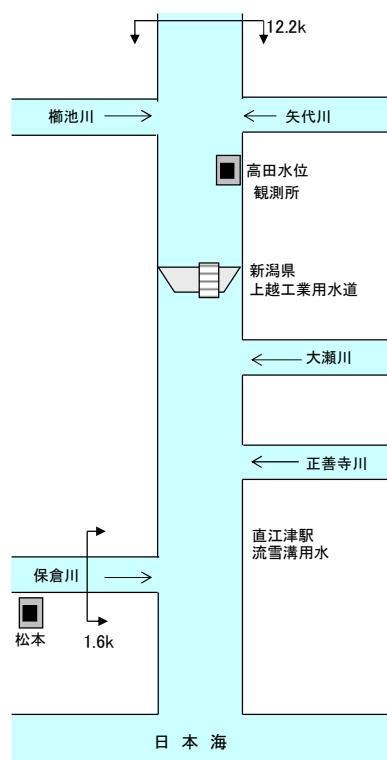 12.2k
櫛池川
矢代川
高田水位
観測所
新潟県
上越工業用水道
大瀬川
正善寺川
直江津駅
流雪溝用水
保倉川
松本
1.6k
日本海